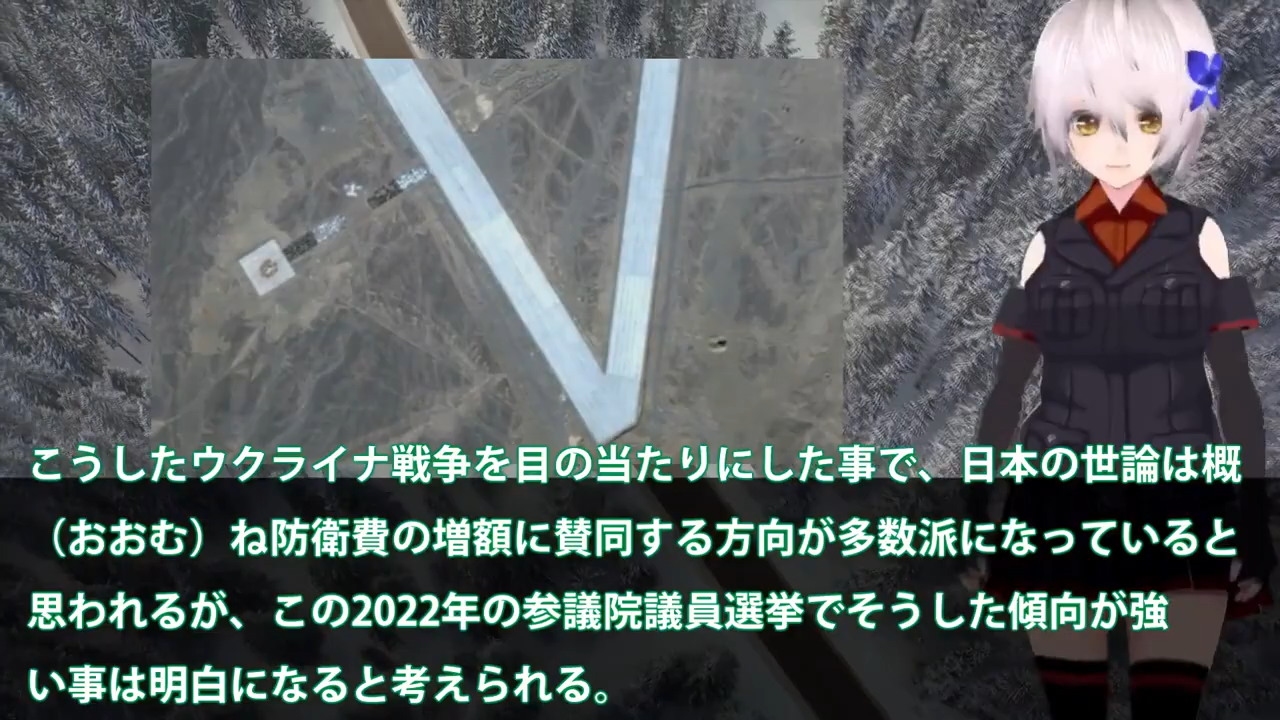 こうしたウクライナ戦争を目の当たりにした事で、日本の世論は概
（おおむ）ね防衛費の増額に賛同する方向が多数派になっていると
思われるが、この2022年の参議院議員選挙でそうした傾向が強
い事は明白になると考えられる。